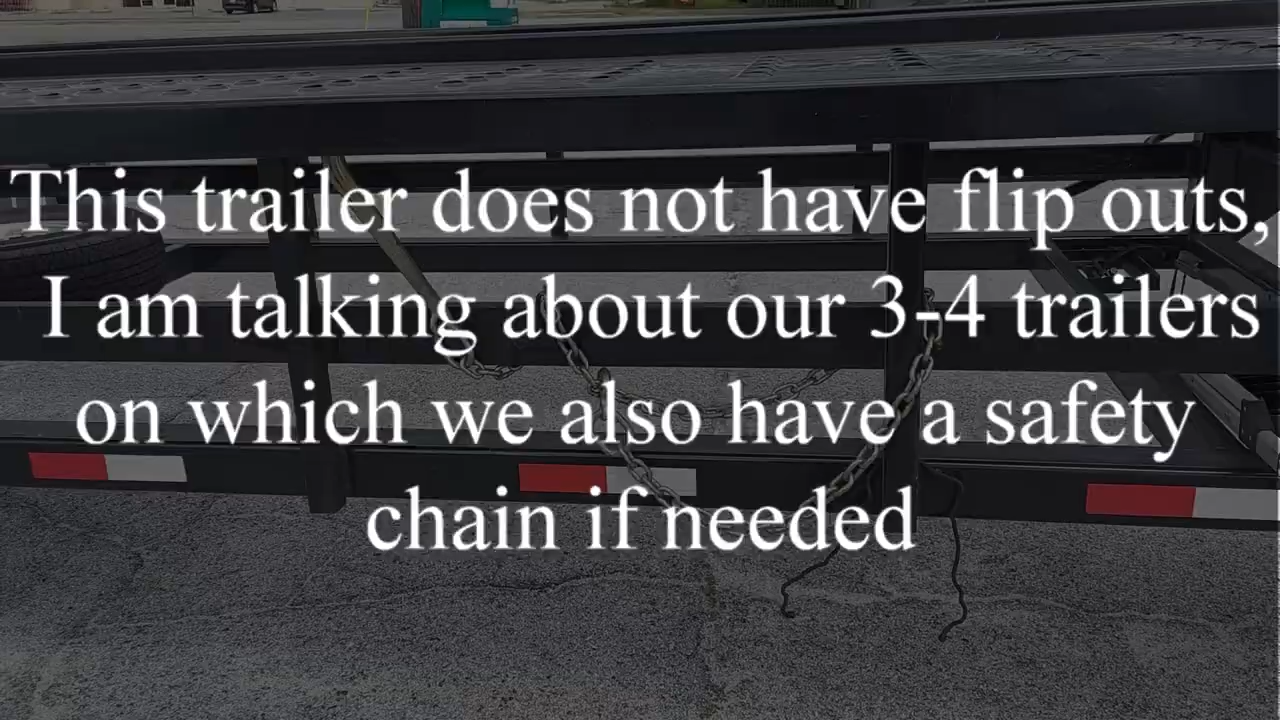 This trailer does not have flip outs,
I am talking about our 3-4 trailers
on which we also have a safety
chain if needed